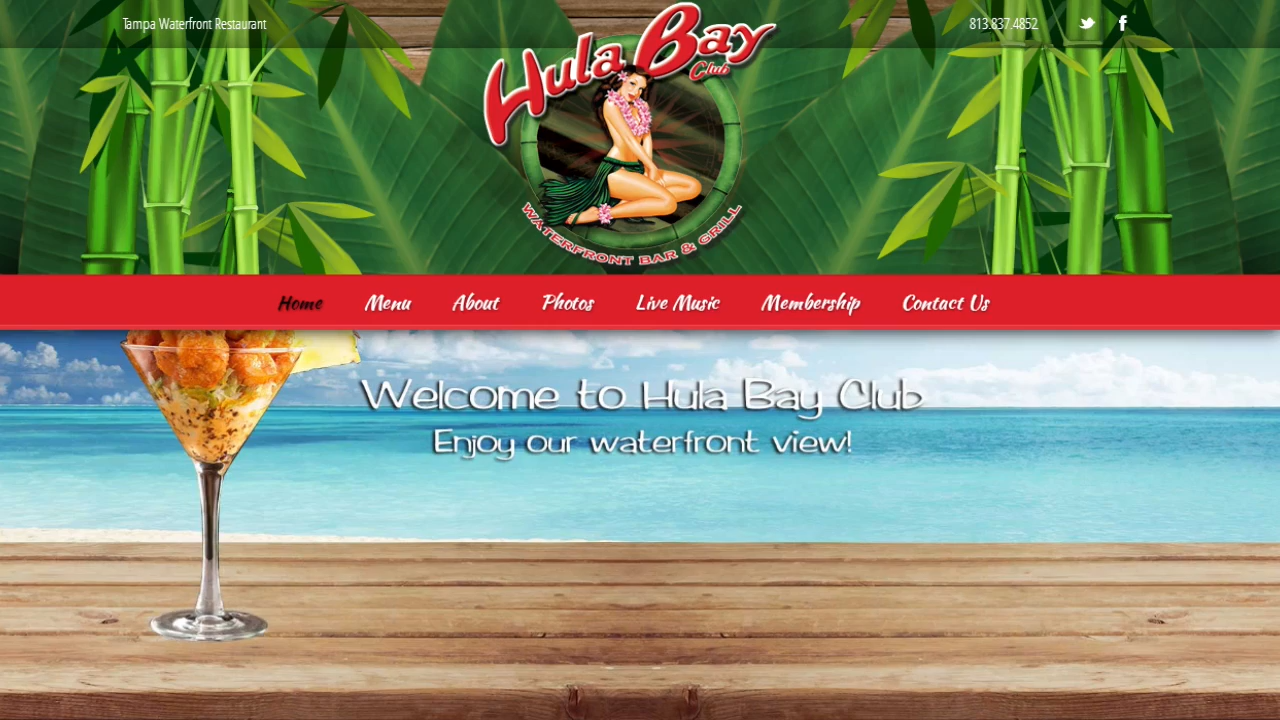 Tampa Waterfront Restaurant
813.837.4852
Hula Bay
Club
WATERFRONT BAR & GRILL
Home Menu About Photos Live Music Membership Contact Us
Welcome to Hula Bay Club
Enjoy our waterfront view!